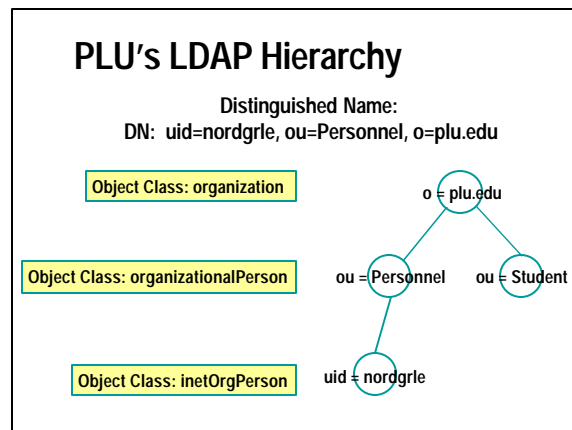 PLU's LDAP Hierarchy
Distinguished Name:
DN: uid=nordgrle, ou=Personnel, o=plu.edu
Object Class: organization
o = plu.edu
Object Class: organizationalPerson
ou = Personnel
ou = Student
Object Class: inetOrgPerson
uid = nordgrle